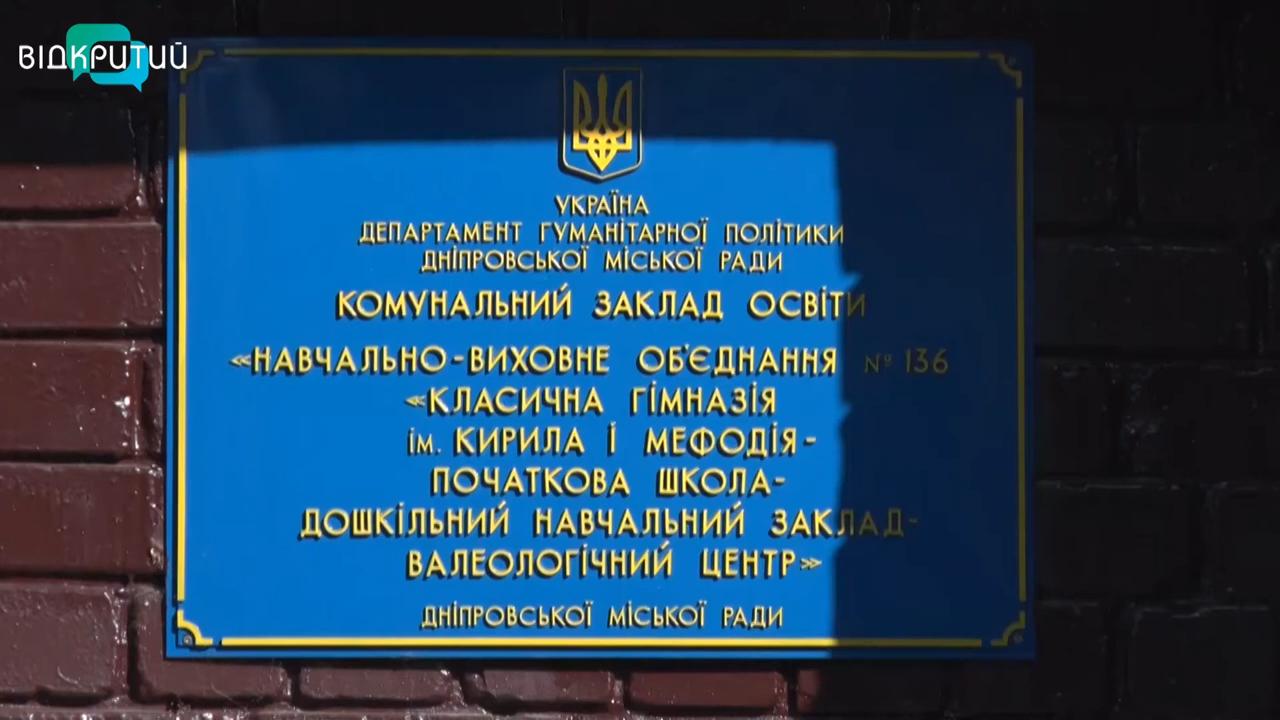 ВІДКРИТИЙ
УКРАЇНА
ДЕПАРТАМЕНТ ГУМАНІТАРНОЇ ПОЛІТИКИ
ДНІПРОВСЬКОЇ МІСЬКОЇ РАДИ
КОМУНАЛЬНИЙ ЗАКЛАД ОСВІТИ
«НАВЧАЛЬНО-ВИХОВНЕ ОБ'ЄДНАННЯ № 136
«КЛАСИЧНА ГІМНАЗІЯ
ім. КИРИЛА І МЕФОДІЯ-
ПОЧАТКОВА ШКОЛА-
ДОШКІЛЬНИЙ НАВЧАЛЬНИЙ ЗАКЛАД-
ВАЛЕОЛОГІЧНИЙ ЦЕНТР»
ДНІПРОВСЬКОЇ МІСЬКОЇ РАДИ